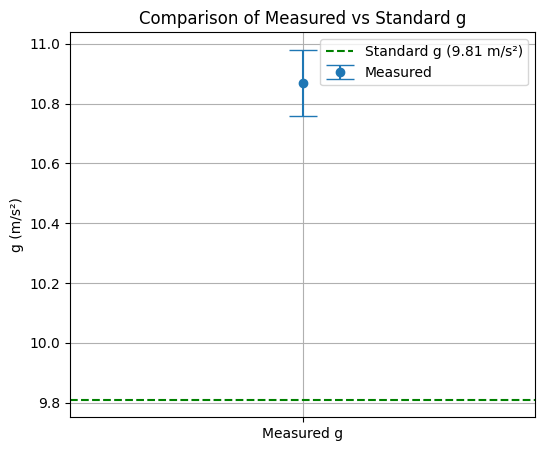 Comparison of Measured vs Standard g
Standard g (9.81 m/s²)
Measured
g (m/s²)
11.0
10.8
10.6
10.4
10.2
10.0
9.8
Measured g